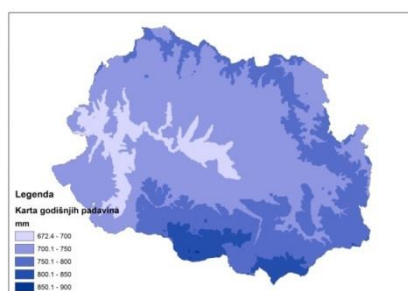 Legenda
Karta godišnjih padavina
mm
672.4 - 700
700.1 - 750
750.1 - 800
800.1 - 850
850.1 - 900